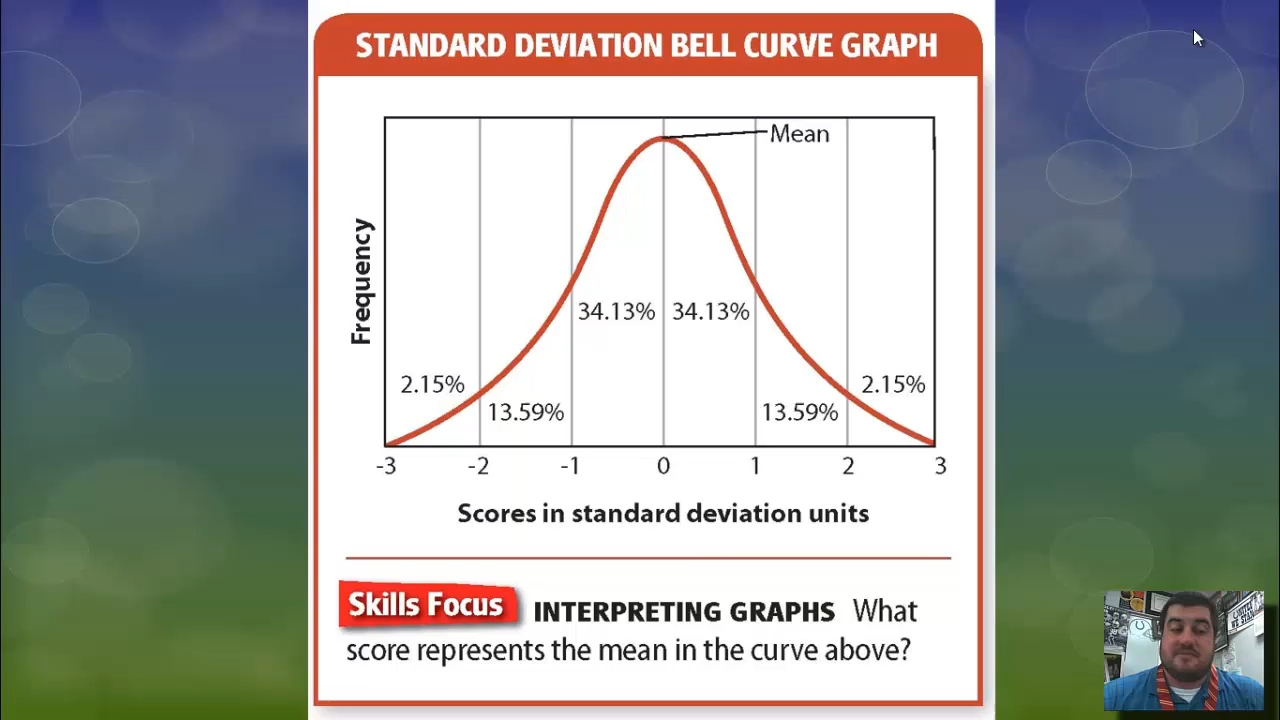 STANDARD DEVIATION BELL CURVE GRAPH
Mean
Frequency
34.13% 34.13%
2.15% 2.15%
13.59% 13.59%
-3 -2 -1 0 1 2 3
Scores in standard deviation units
Skills Focus INTERPRETING GRAPHS What
score represents the mean in the curve above?